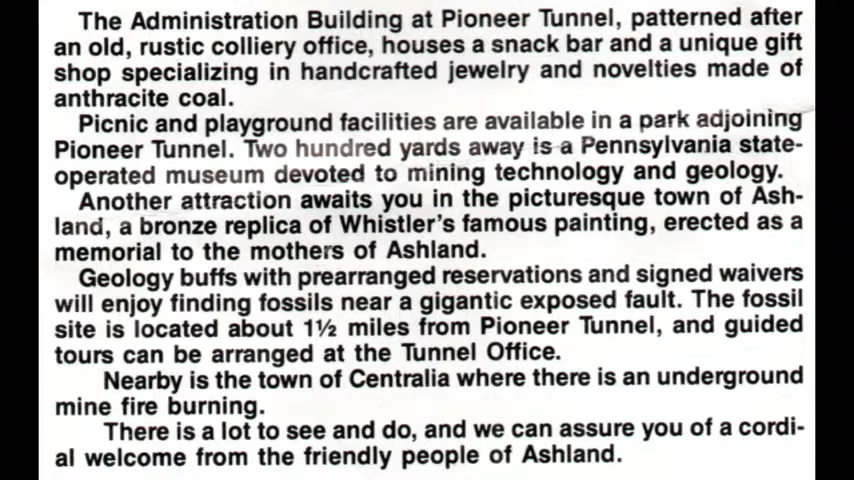 The Administration Building at Pioneer Tunnel, patterned after
an old, rustic colliery office, houses a snack bar and a unique gift
shop specializing in handcrafted jewelry and novelties made of
anthracite coal.
Picnic and playground facilities are available in a park adjoining
Pioneer Tunnel. Two hundred yards away is a Pennsylvania state-
operated museum devoted to mining technology and geology.
Another attraction awaits you in the picturesque town of Ash-
land, a bronze replica of Whistler's famous painting, erected as a
memorial to the mothers of Ashland.
Geology buffs with prearranged reservations and signed waivers
will enjoy finding fossils near a gigantic exposed fault. The fossil
site is located about 1½ miles from Pioneer Tunnel, and guided
tours can be arranged at the Tunnel Office.
Nearby is the town of Centralia where there is an underground
mine fire burning.
There is a lot to see and do, and we can assure you of a cordi-
al welcome from the friendly people of Ashland.